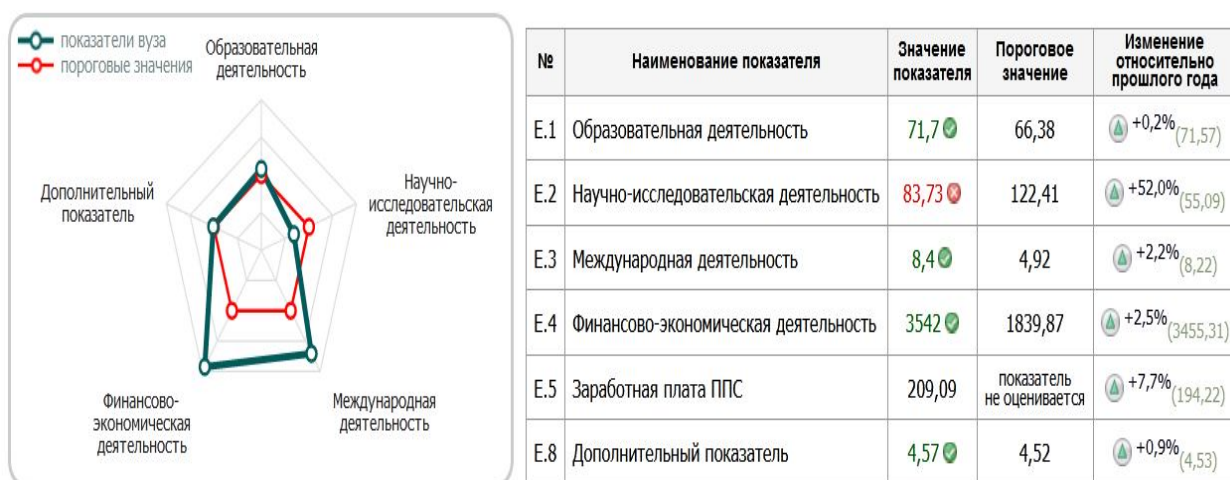 показатели вуза
пороговые значения
Образовательная
деятельность
Научно-
исследовательская
деятельность
Международная
деятельность
Финансово-
экономическая
деятельность
Дополнительный
показатель
№ Наименование показателя Значение показателя Пороговое значение Изменение относительно прошлого года
E.1 Образовательная деятельность 71,7 66,38 +0,2% (71,57)
E.2 Научно-исследовательская деятельность 83,73 122,41 +52,0% (55,09)
E.3 Международная деятельность 8,4 4,92 +2,2% (8,22)
E.4 Финансово-экономическая деятельность 3542 1839,87 +2,5% (3455,31)
E.5 Заработная плата ППС 209,09 показатель не оценивается +7,7% (194,22)
E.8 Дополнительный показатель 4,57 4,52 +0,9% (4,53)